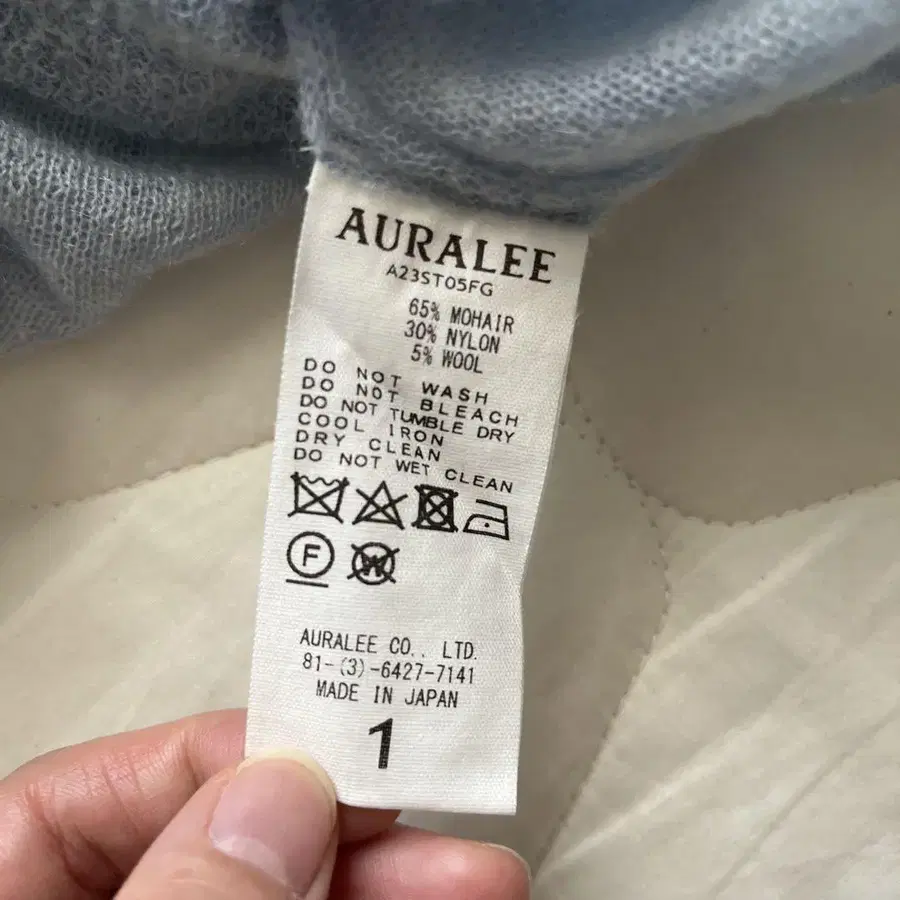 AURALEE
A23ST05FG
65% MOHAIR
30% NYLON
5% WOOL
DO NOT WASH
DO NOT BLEACH
DO NOT TUMBLE DRY
COOL IRON
DRY CLEAN
DO NOT WET CLEAN
F W
AURALEE CO., LTD.
81-(3)-6427-7141
MADE IN JAPAN
1